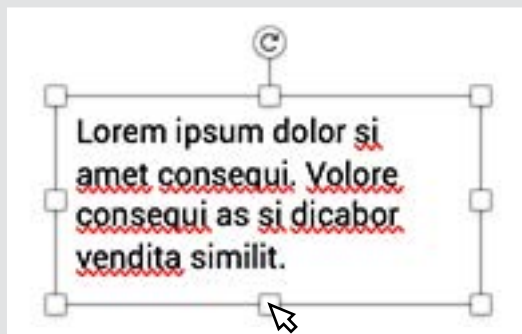 Lorem ipsum dolor si
amet consequi. Volore
consequi as si dicabor
vendita similit.